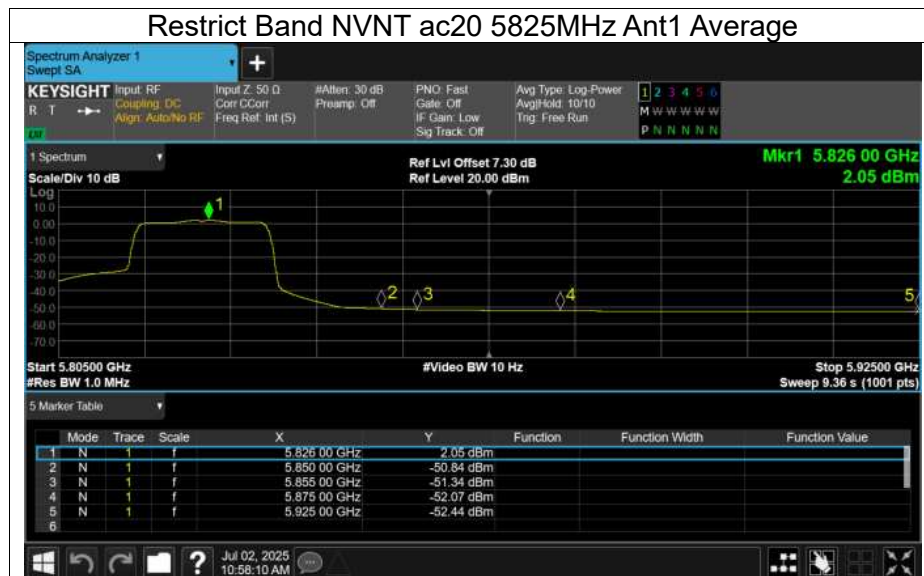 Restrict Band NVNT ac20 5825MHz Ant1 Average
Spectrum Analyzer 1
Swept SA
+
KEYSIGHT Input: RF Input Z: 50 Ω #Atten: 30 dB PNO: Fast Avg Type: Log-Power 1 2 3 4 5 6
R T Coupling: DC Corr CCorr Preamp: Off Gate: Off Avg|Hold: 10/10 M W W W W W
Align: Auto/No RF Freq Ref: Int (S) IF Gain: Low Trig: Free Run
Sig Track: Off P N N N N N
LXI
1 Spectrum Ref Lvl Offset 7.30 dB Mkr1 5.826 00 GHz
Scale/Div 10 dB Ref Level 20.00 dBm 2.05 dBm
Log
10.0
0.00
-10.0
-20.0
-30.0
-40.0
-50.0
-60.0
-70.0
1
2
3
4
5
Start 5.80500 GHz #Video BW 10 Hz Stop 5.92500 GHz
#Res BW 1.0 MHz Sweep 9.36 s (1001 pts)
5 Marker Table
Mode Trace Scale X Y Function Function Width Function Value
1 N 1 f 5.826 00 GHz 2.05 dBm
2 N 1 f 5.850 00 GHz -50.84 dBm
3 N 1 f 5.855 00 GHz -51.34 dBm
4 N 1 f 5.875 00 GHz -52.07 dBm
5 N 1 f 5.925 00 GHz -52.44 dBm
6
? Jul 02, 2025
10:58:10 AM